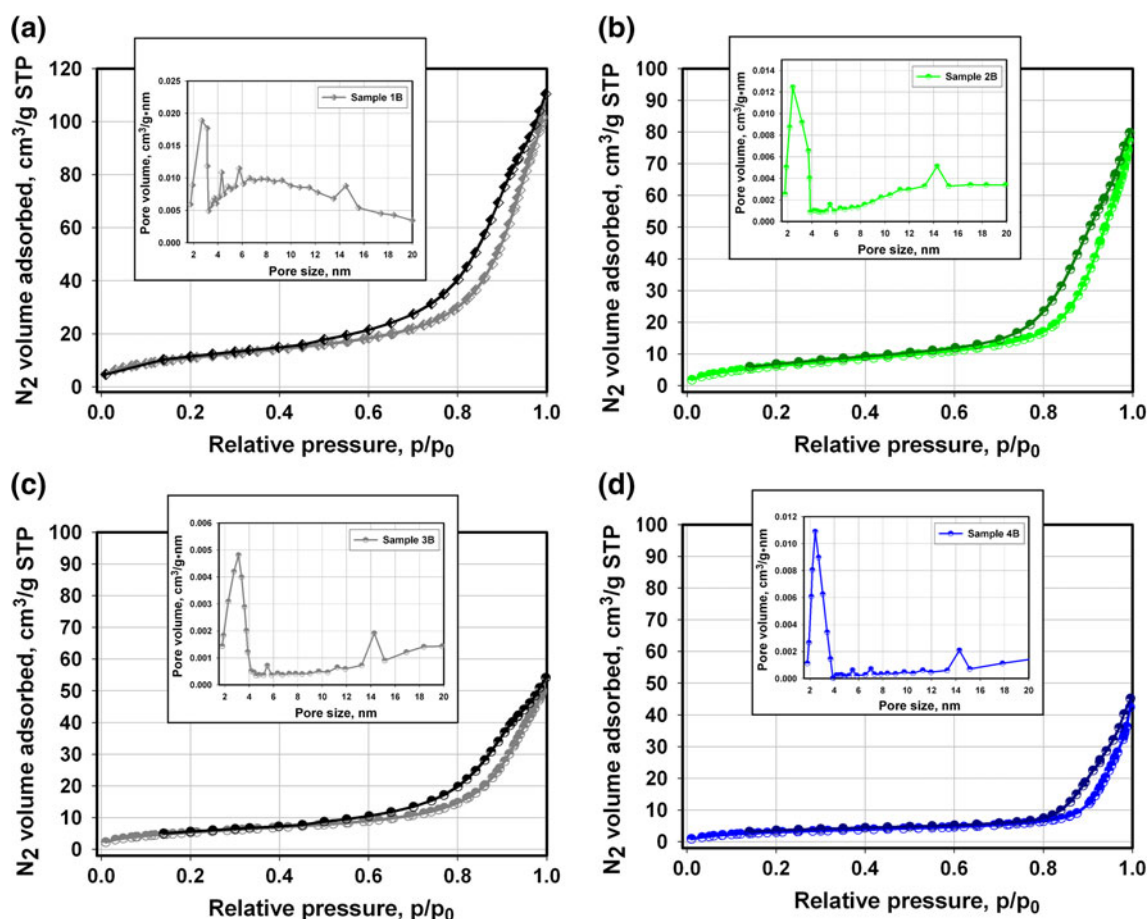 (a)
N2 volume adsorbed, cm3/g STP
120
100
80
60
40
20
0
0.0 0.2 0.4 0.6 0.8 1.0
Relative pressure, p/p0
Pore volume, cm3/g•nm
0.025
0.020
0.015
0.010
0.005
0.000
2 4 6 8 10 12 14 16 18 20
Pore size, nm
Sample 1B
(b)
N2 volume adsorbed, cm3/g STP
100
90
80
70
60
50
40
30
20
10
0
0.0 0.2 0.4 0.6 0.8 1.0
Relative pressure, p/p0
Pore volume, cm3/g•nm
0.014
0.012
0.010
0.008
0.006
0.004
0.002
0.000
2 4 6 8 10 12 14 16 18 20
Pore size, nm
Sample 2B
(c)
N2 volume adsorbed, cm3/g STP
100
90
80
70
60
50
40
30
20
10
0
0.0 0.2 0.4 0.6 0.8 1.0
Relative pressure, p/p0
Pore volume, cm3/g•nm
0.006
0.005
0.004
0.003
0.002
0.001
0.000
2 4 6 8 10 12 14 16 18 20
Pore size, nm
Sample 3B
(d)
N2 volume adsorbed, cm3/g STP
100
90
80
70
60
50
40
30
20
10
0
0.0 0.2 0.4 0.6 0.8 1.0
Relative pressure, p/p0
Pore volume, cm3/g•nm
0.012
0.010
0.008
0.006
0.004
0.002
0.000
2 4 6 8 10 12 14 16 18 20
Pore size, nm
Sample 4B